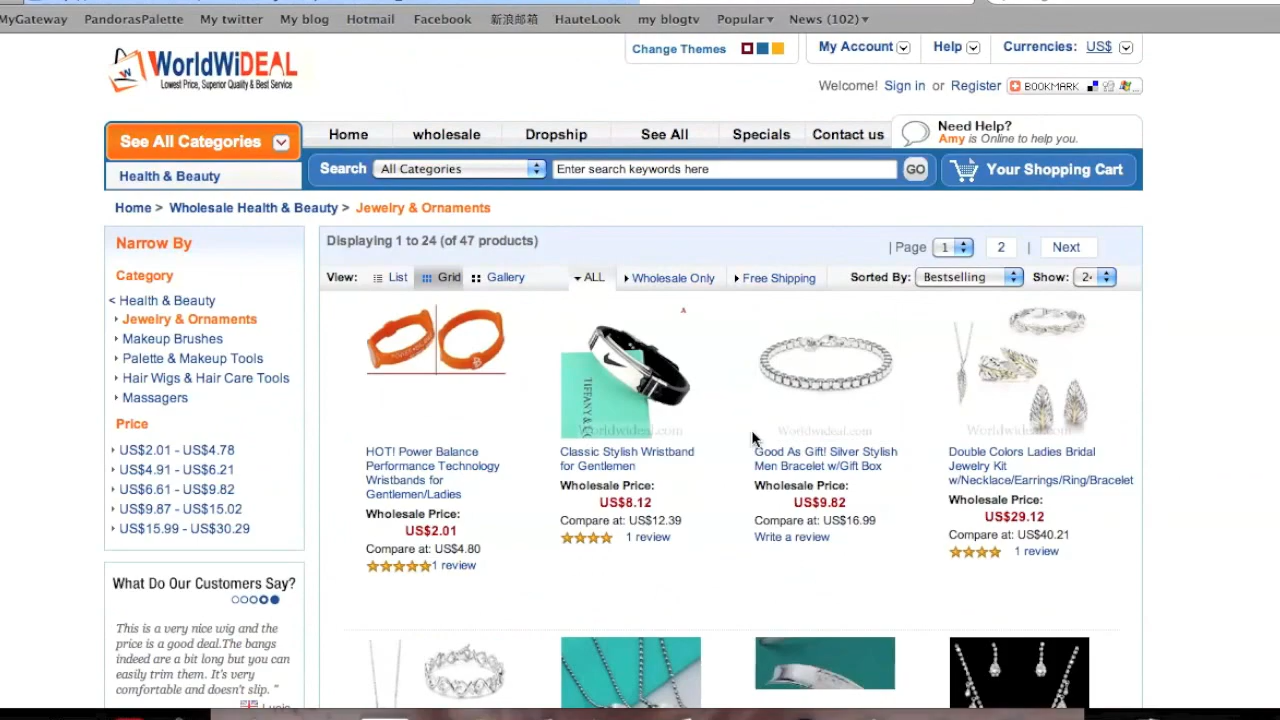 MyGateway PandorasPalette My twitter My blog Hotmail Facebook 新浪邮箱 HauteLook my blogtv Popular▾ News (102)▾
WorldWiDEAL
Lowest Price, Superior Quality & Best Service
Change Themes
My Account
Help
Currencies: US$
Welcome! Sign in or Register
BOOKMARK
See All Categories
Home wholesale Dropship See All Specials Contact us
Need Help?
Amy is Online to help you.
Health & Beauty
Search All Categories Enter search keywords here GO
Your Shopping Cart
Home > Wholesale Health & Beauty > Jewelry & Ornaments
Narrow By
Category
< Health & Beauty
Jewelry & Ornaments
Makeup Brushes
Palette & Makeup Tools
Hair Wigs & Hair Care Tools
Massagers
Price
US$2.01 - US$4.78
US$4.91 - US$6.21
US$6.61 - US$9.82
US$9.87 - US$15.02
US$15.99 - US$30.29
What Do Our Customers Say?
This is a very nice wig and the
price is a good deal.The bangs
indeed are a bit long but you can
easily trim them. It's very
comfortable and doesn't slip. "
Displaying 1 to 24 (of 47 products)
| Page 1 2 | Next
View: List Grid Gallery ALL Wholesale Only Free Shipping Sorted By: Bestselling Show:
HOT! Power Balance
Performance Technology
Wristbands for
Gentlemen/Ladies
Wholesale Price:
US$2.01
Compare at: US$4.80
1 review
TIFFANY & CO
Worldwideal.com
Classic Stylish Wristband
for Gentlemen
Wholesale Price:
US$8.12
Compare at: US$12.39
1 review
Worldwideal.com
Good As Gift! Silver Stylish
Men Bracelet w/Gift Box
Wholesale Price:
US$9.82
Compare at: US$16.99
Write a review
Worldwideal.com
Double Colors Ladies Bridal
Jewelry Kit
w/Necklace/Earrings/Ring/Bracelet
Wholesale Price:
US$29.12
Compare at: US$40.21
1 review